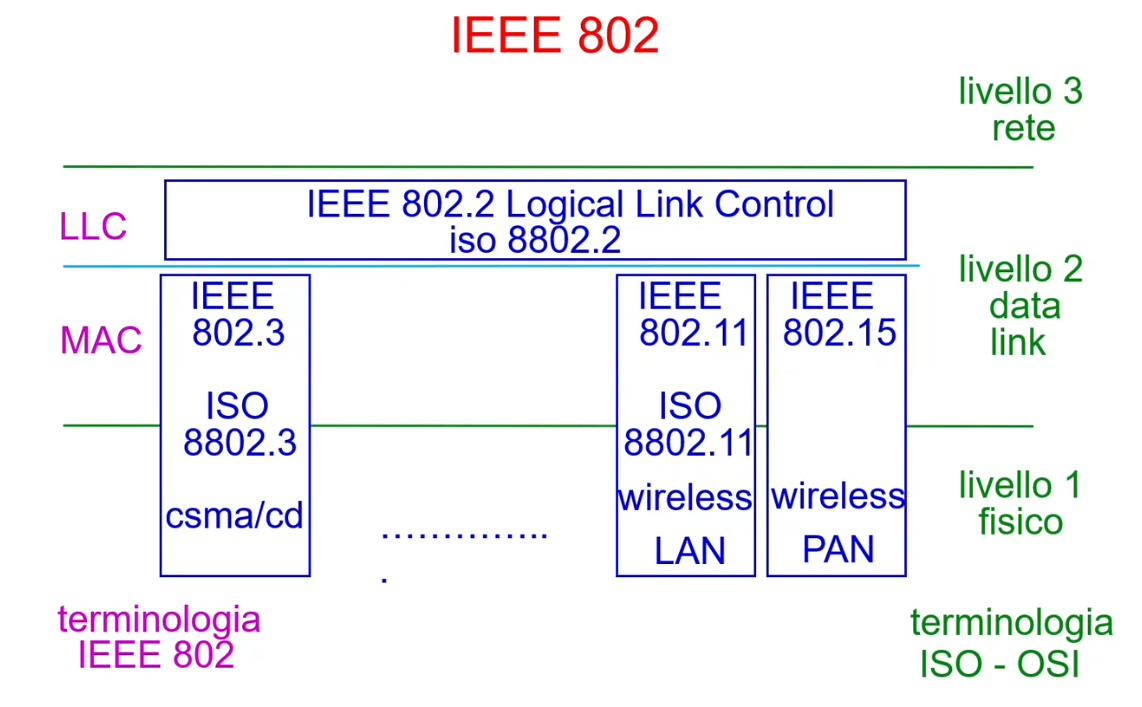 IEEE 802
livello 3
rete
LLC
IEEE 802.2 Logical Link Control
iso 8802.2
livello 2
data
link
MAC
IEEE
802.3
ISO
8802.3
csma/cd
…………..
.
IEEE
802.11
ISO
8802.11
wireless
LAN
IEEE
802.15
wireless
PAN
livello 1
fisico
terminologia
IEEE 802
terminologia
ISO - OSI